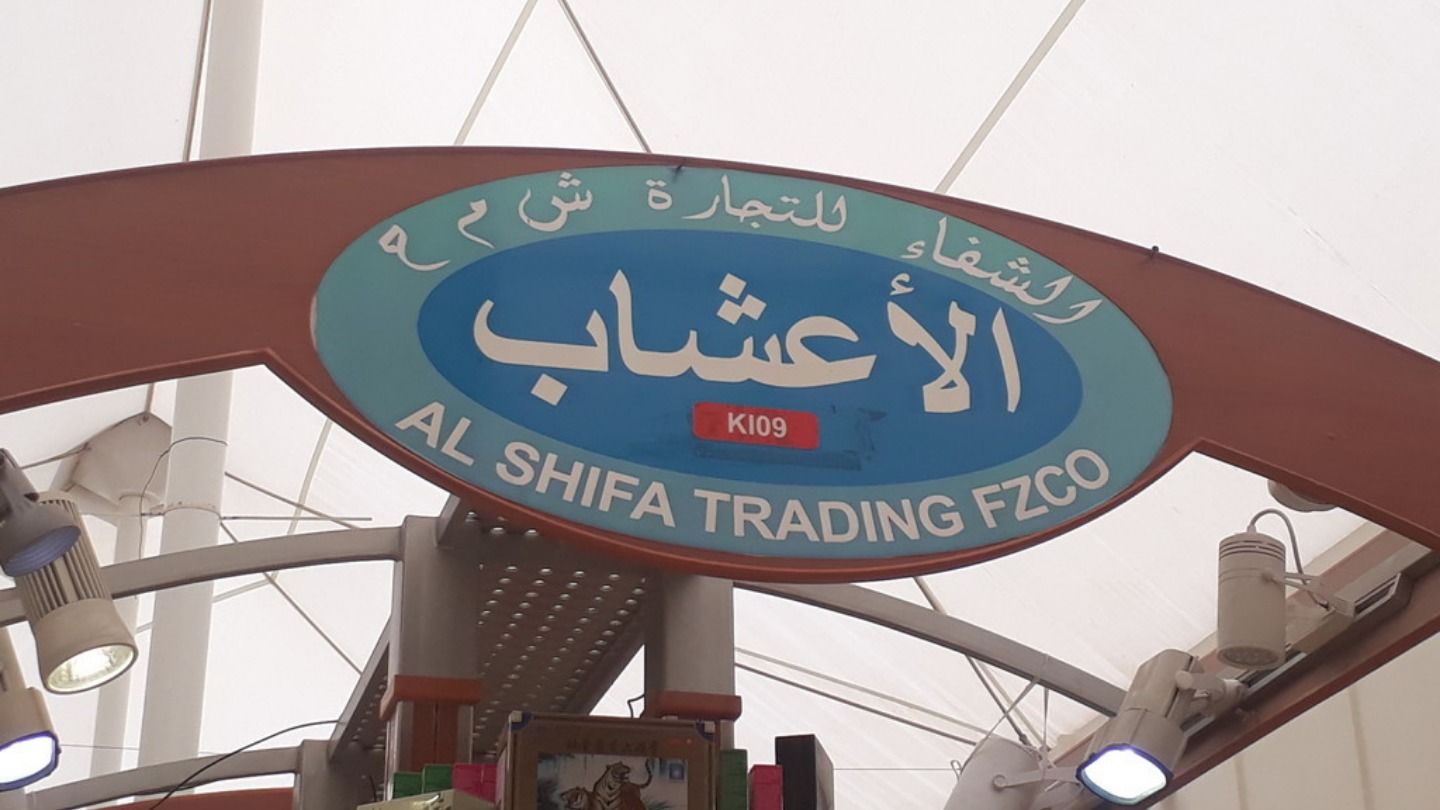 الشفاء للتجارة ش م ه
الأعشاب
KI09
AL SHIFA TRADING FZCO